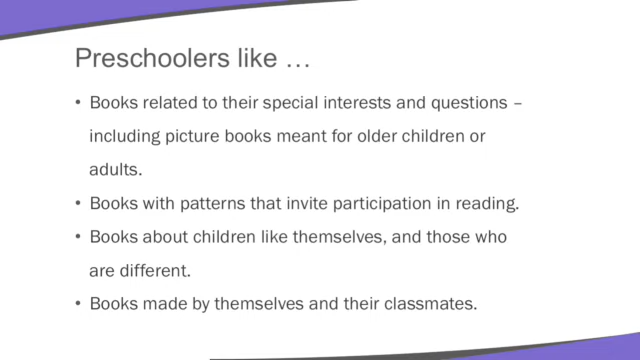 Preschoolers like …
• Books related to their special interests and questions –
including picture books meant for older children or
adults.
• Books with patterns that invite participation in reading.
• Books about children like themselves, and those who
are different.
• Books made by themselves and their classmates.